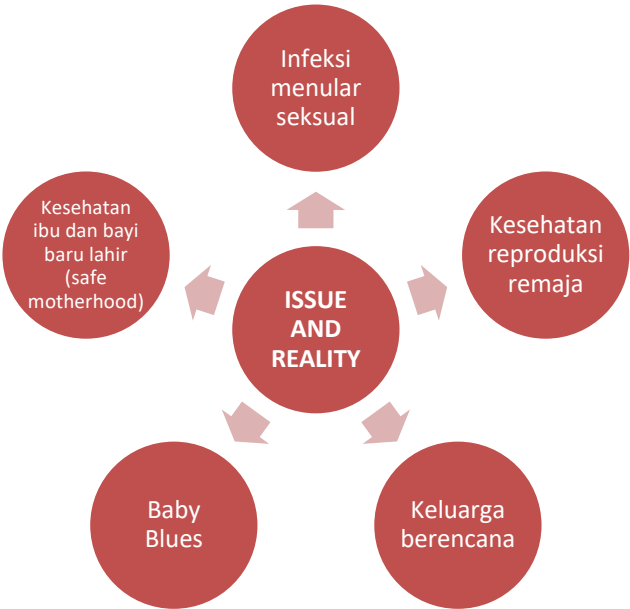 Infeksi
menular
seksual
Kesehatan
reproduksi
remaja
Keluarga
berencana
Baby
Blues
Kesehatan
ibu dan bayi
baru lahir
(safe
motherhood)
ISSUE
AND
REALITY